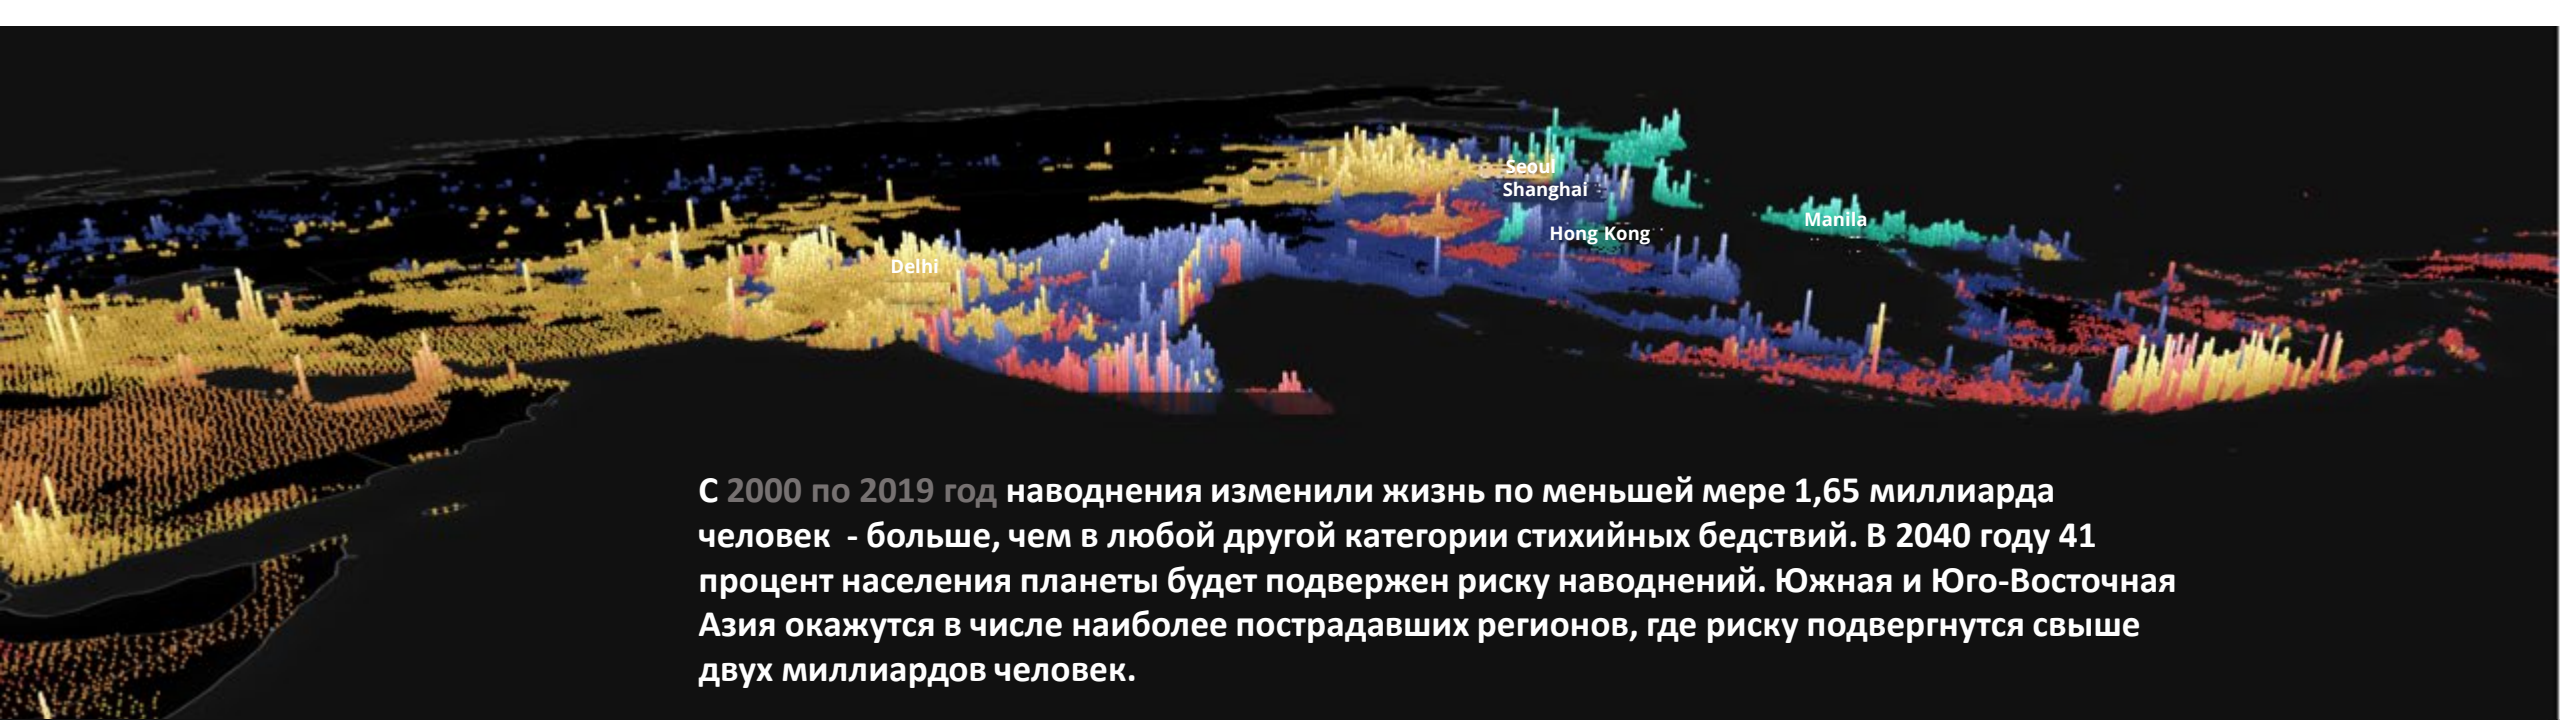 Seoul
Shanghai
Manila
Hong Kong
Delhi
С 2000 по 2019 год наводнения изменили жизнь по меньшей мере 1,65 миллиарда
человек - больше, чем в любой другой категории стихийных бедствий. В 2040 году 41
процент населения планеты будет подвержен риску наводнений. Южная и Юго-Восточная
Азия окажутся в числе наиболее пострадавших регионов, где риску подвергнутся свыше
двух миллиардов человек.